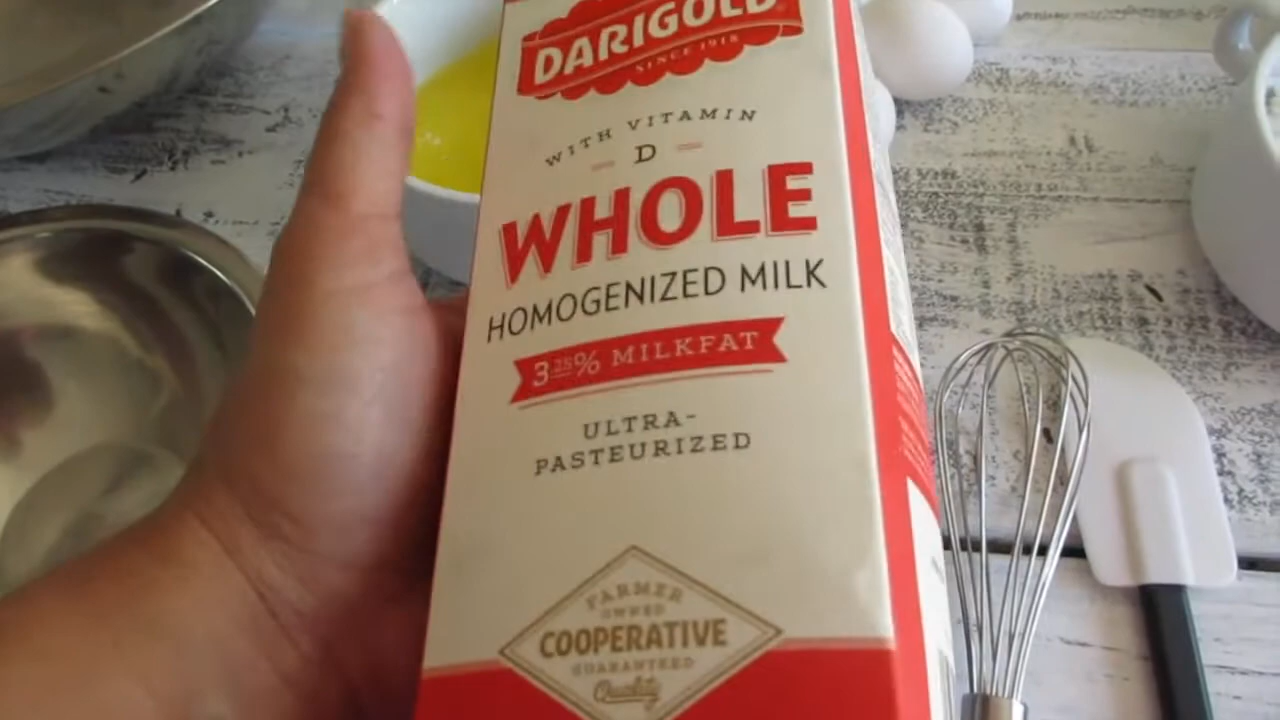 DARIGOLD
SINCE 1918
WITH VITAMIN
D
WHOLE
HOMOGENIZED MILK
3.25% MILKFAT
ULTRA-
PASTEURIZED
FARMER
OWNED
COOPERATIVE
GUARANTEED
Quality